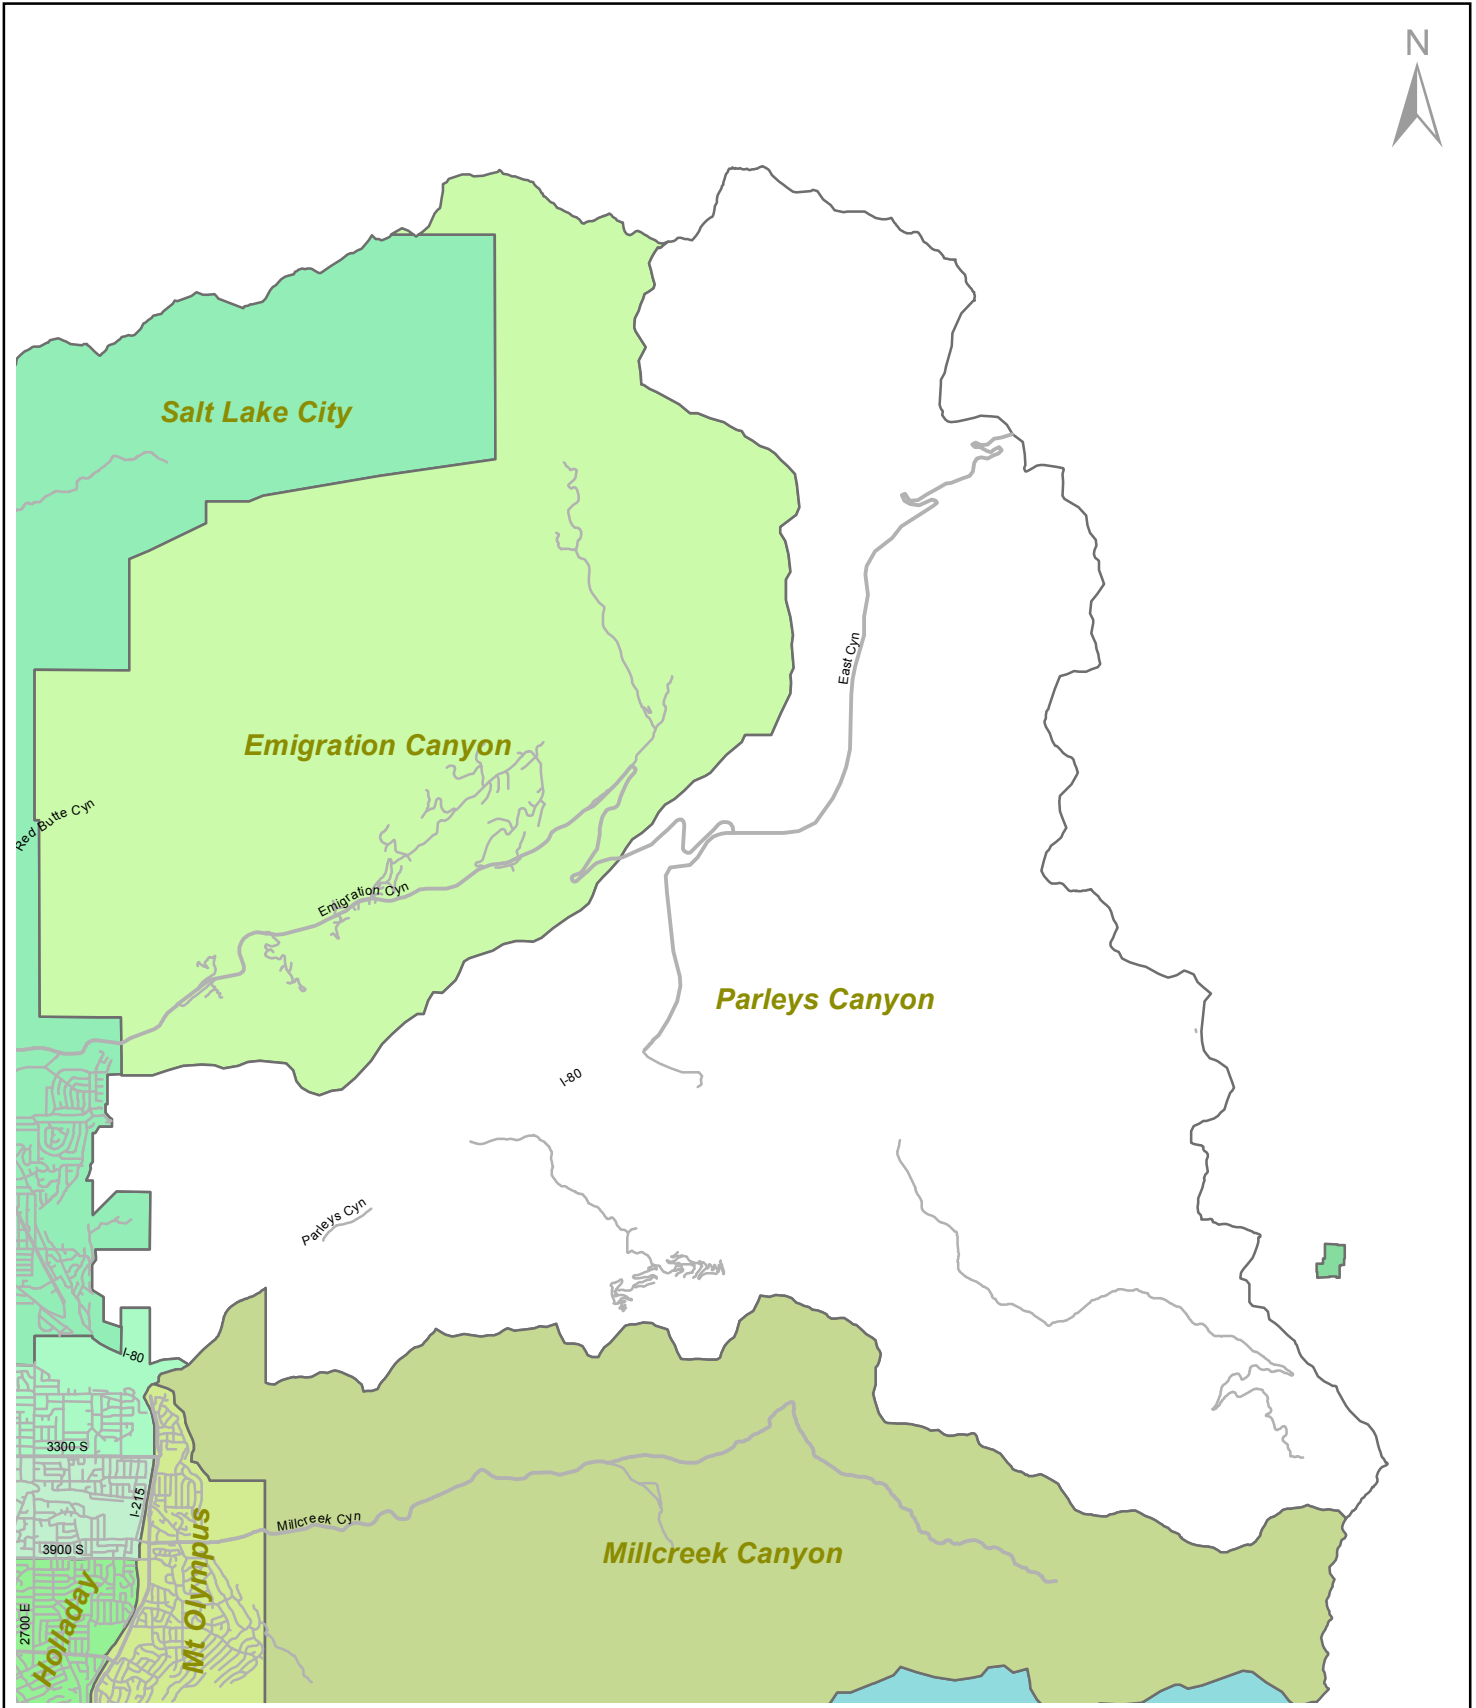 N
Salt Lake City
East Cyn
Emigration Canyon
Red Butte Cyn
Emigration Cyn
Parleys Canyon
I-80
Parleys Cyn
I-80
3300 S
I-215
Millcreek Cyn
3900 S
Millcreek Canyon
Mt Olympus
Holladay
2700 E